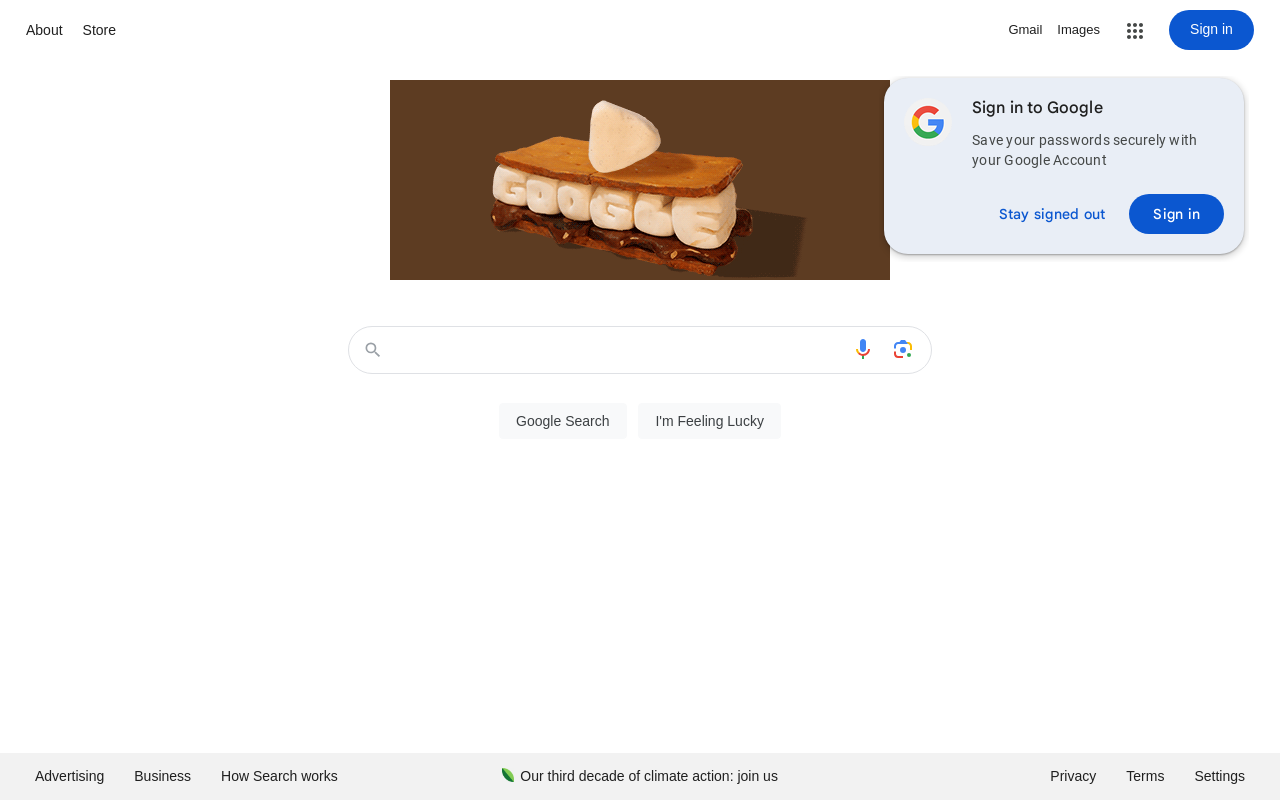 About
Store
Gmail
Images
Sign in
GOOGLE
Sign in to Google
Save your passwords securely with
your Google Account
Stay signed out
Sign in
Google Search
I'm Feeling Lucky
Advertising
Business
How Search works
Our third decade of climate action: join us
Privacy
Terms
Settings